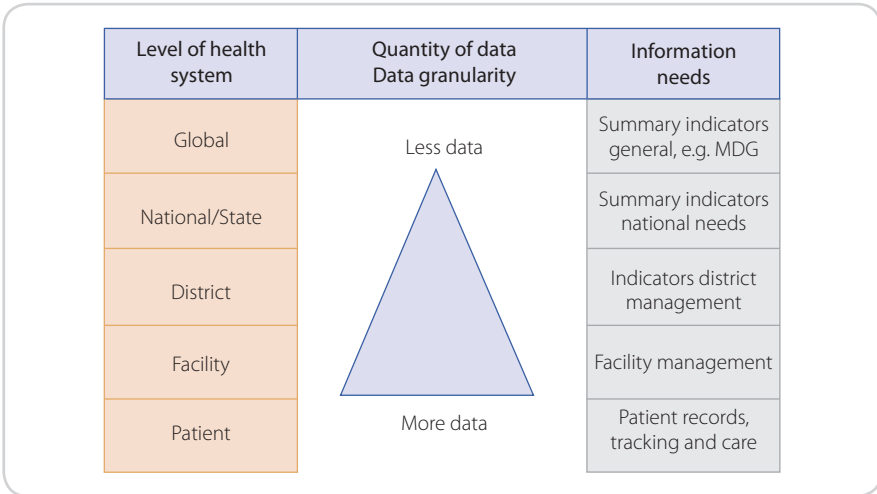 Level of health
system
Quantity of data
Data granularity
Information
needs
Global
Less data
Summary indicators
general, e.g. MDG
National/State
Summary indicators
national needs
District
Indicators district
management
Facility
Facility management
Patient
More data
Patient records,
tracking and care